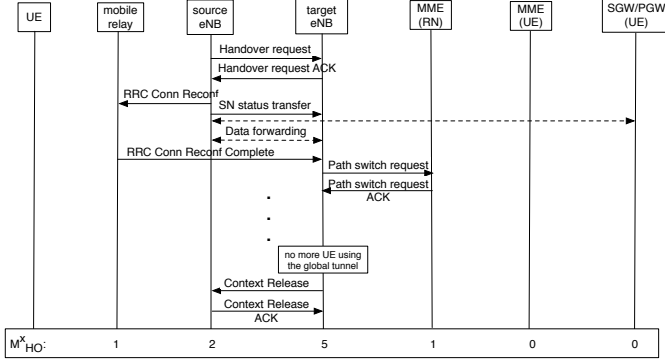 UE
mobile
relay
source
eNB
target
eNB
MME
(RN)
MME
(UE)
SGW/PGW
(UE)
Handover request
Handover request ACK
RRC Conn Reconf
SN status transfer
Data forwarding
RRC Conn Reconf Complete
Path switch request
Path switch request
ACK
no more UE using
the global tunnel
Context Release
Context Release
ACK
M^x_HO: 1 2 5 1 0 0